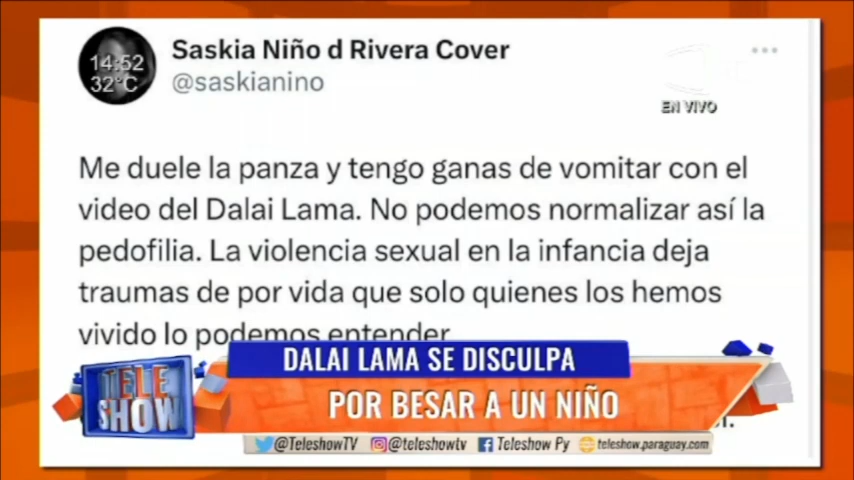 Saskia Niño d Rivera Cover
@saskianino
14:52
32°C
EN VIVO
Me duele la panza y tengo ganas de vomitar con el
video del Dalai Lama. No podemos normalizar así la
pedofilia. La violencia sexual en la infancia deja
traumas de por vida que solo quienes los hemos
vivido lo podemos entender.
DALAI LAMA SE DISCULPA
POR BESAR A UN NIÑO
TELE
SHOW
@TeleshowTV @teleshowtv Teleshow Py teleshow.paraguay.com